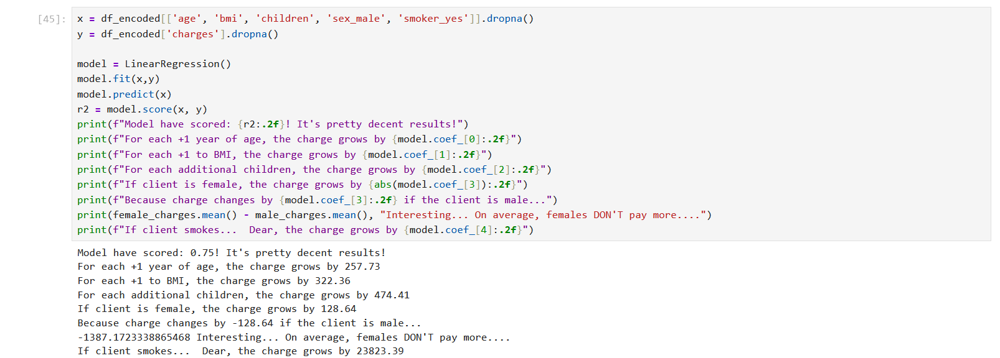 [45]: x = df_encoded[['age', 'bmi', 'children', 'sex_male', 'smoker_yes']].dropna()
y = df_encoded['charges'].dropna()
model = LinearRegression()
model.fit(x,y)
model.predict(x)
r2 = model.score(x, y)
print(f"Model have scored: {r2:.2f}! It's pretty decent results!")
print(f"For each +1 year of age, the charge grows by {model.coef_[0]:.2f}")
print(f"For each +1 to BMI, the charge grows by {model.coef_[1]:.2f}")
print(f"For each additional children, the charge grows by {model.coef_[2]:.2f}")
print(f"If client is female, the charge grows by {abs(model.coef_[3]):.2f}")
print(f"Because charge changes by {model.coef_[3]:.2f} if the client is male...")
print(female_charges.mean() - male_charges.mean(), "Interesting... On average, females DON'T pay more....")
print(f"If client smokes...  Dear, the charge grows by {model.coef_[4]:.2f}")
Model have scored: 0.75! It's pretty decent results!
For each +1 year of age, the charge grows by 257.73
For each +1 to BMI, the charge grows by 322.36
For each additional children, the charge grows by 474.41
If client is female, the charge grows by 128.64
Because charge changes by -128.64 if the client is male...
-1387.1723338865468 Interesting... On average, females DON'T pay more....
If client smokes...  Dear, the charge grows by 23823.39